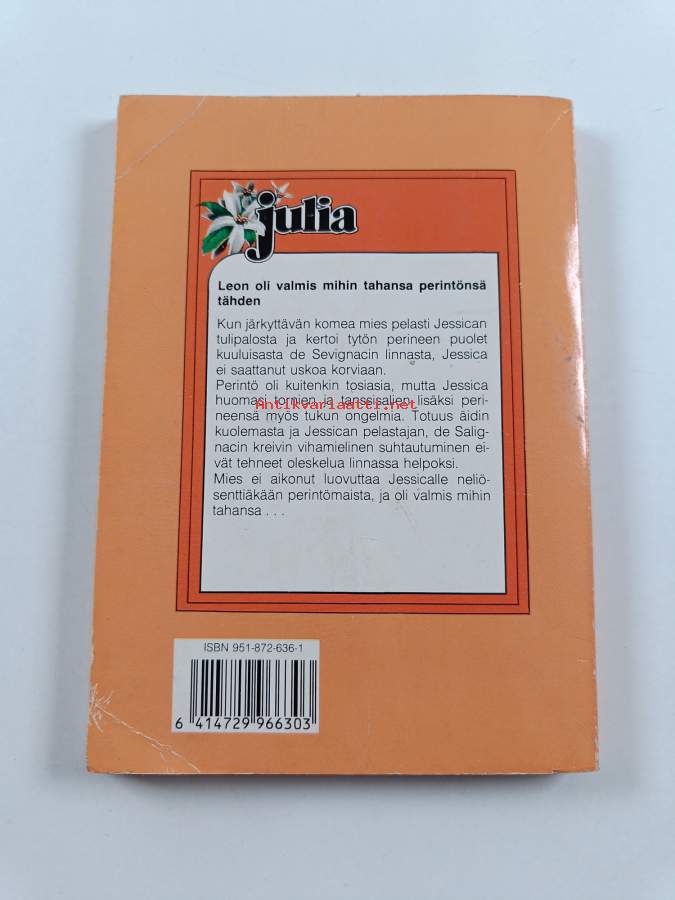 julia
Leon oli valmis mihin tahansa perintönsä
tähden
Kun järkyttävän komea mies pelasti Jessican
tulipalosta ja kertoi tytön perineen puolet
kuuluisasta de Sevignacin linnasta, Jessica
ei saattanut uskoa korviaan.
Perintö oli kuitenkin tosiasia, mutta Jessica
huomasi tornien ja tanssisalien lisäksi peri-
Antikvariaatti.net
neensä myös tukun ongelmia. Totuus äidin
kuolemasta ja Jessican pelastajan, de Salig-
nacin kreivin vihamielinen suhtautuminen ei-
vät tehneet oleskelua linnassa helpoksi.
Mies ei aikonut luovuttaa Jessicalle neliö-
senttiäkään perintömaista, ja oli valmis mihin
tahansa . . .
ISBN 951-872-636-1
6 414729 966303